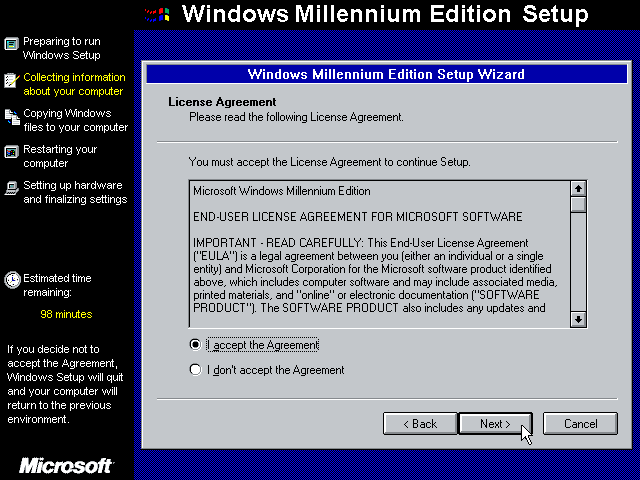 Windows Millennium Edition Setup
Preparing to run
Windows Setup
Collecting information
about your computer
Copying Windows
files to your computer
Restarting your
computer
Setting up hardware
and finalizing settings
Estimated time
remaining:
98 minutes
If you decide not to
accept the Agreement,
Windows Setup will quit
and your computer will
return to the previous
environment.
Microsoft
Windows Millennium Edition Setup Wizard
License Agreement
Please read the following License Agreement.
You must accept the License Agreement to continue Setup.
Microsoft Windows Millennium Edition
END-USER LICENSE AGREEMENT FOR MICROSOFT SOFTWARE
IMPORTANT - READ CAREFULLY: This End-User License Agreement
("EULA") is a legal agreement between you (either an individual or a single
entity) and Microsoft Corporation for the Microsoft software product identified
above, which includes computer software and may include associated media,
printed materials, and "online" or electronic documentation ("SOFTWARE
PRODUCT"). The SOFTWARE PRODUCT also includes any updates and
I accept the Agreement
I don't accept the Agreement
< Back
Next >
Cancel